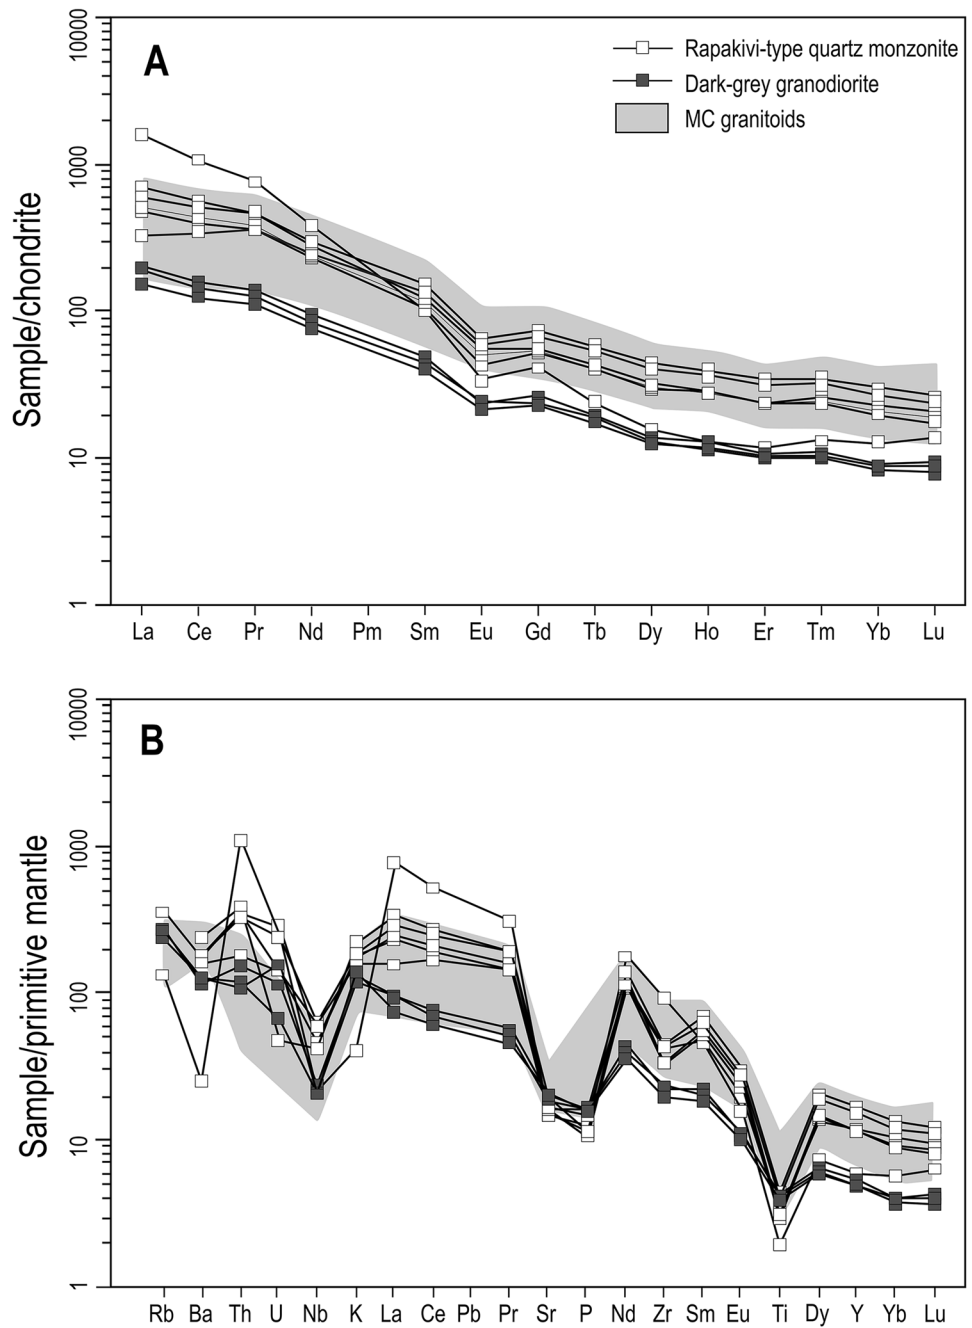 A
Rapakivi-type quartz monzonite
Dark-grey granodiorite
MC granitoids
Sample/chondrite
10000
1000
100
10
1
La Ce Pr Nd Pm Sm Eu Gd Tb Dy Ho Er Tm Yb Lu
B
Sample/primitive mantle
10000
1000
100
10
1
Rb Ba Th U Nb K La Ce Pb Pr Sr P Nd Zr Sm Eu Ti Dy Y Yb Lu